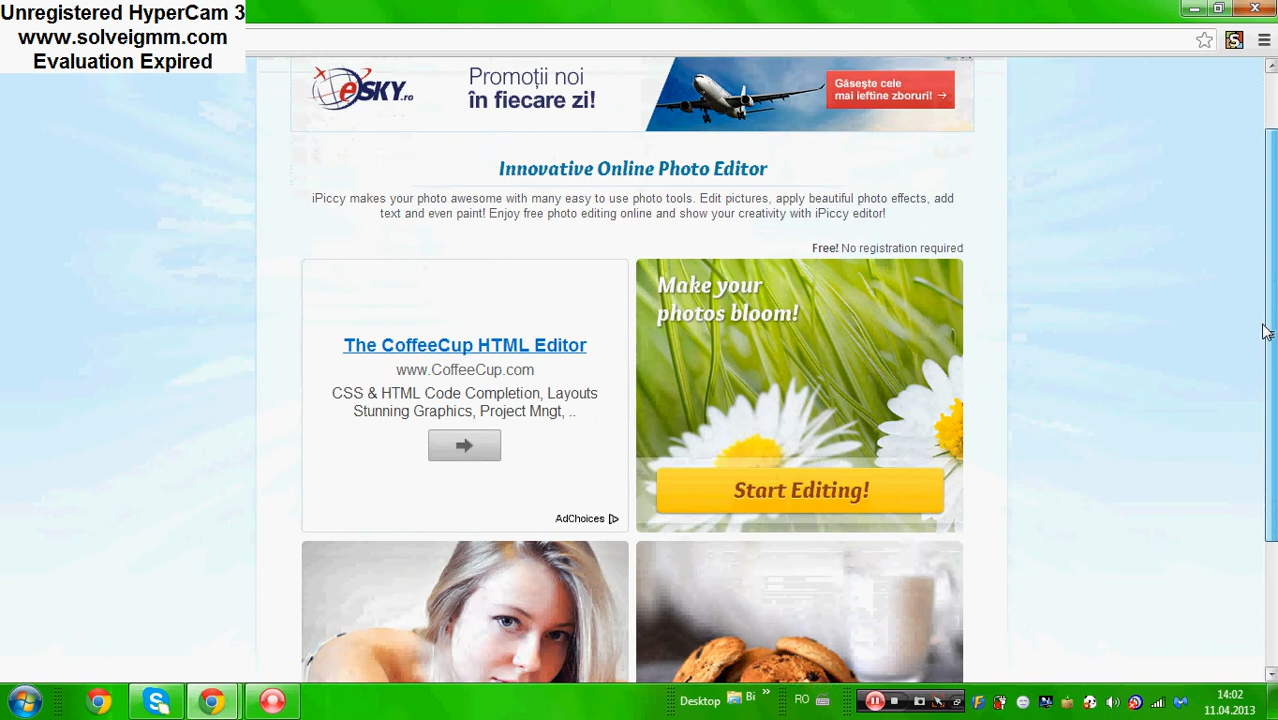 Unregistered HyperCam 3
www.solveigmm.com
Evaluation Expired
eSKY.ro
Promoții noi
în fiecare zi!
Găsește cele
mai ieftine zboruri! →
Innovative Online Photo Editor
iPiccy makes your photo awesome with many easy to use photo tools. Edit pictures, apply beautiful photo effects, add
text and even paint! Enjoy free photo editing online and show your creativity with iPiccy editor!
Free! No registration required
The CoffeeCup HTML Editor
www.CoffeeCup.com
CSS & HTML Code Completion, Layouts
Stunning Graphics, Project Mngt, ..
AdChoices
Make your
photos bloom!
Start Editing!
Desktop
Bi
RO
14:02
11.04.2013